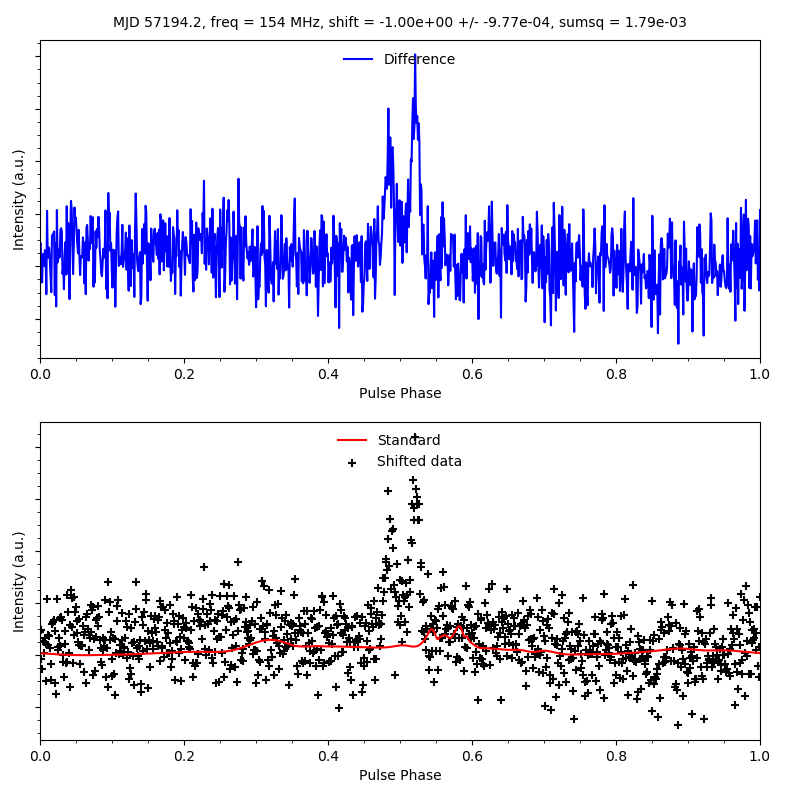 MJD 57194.2, freq = 154 MHz, shift = -1.00e+00 +/- -9.77e-04, sumsq = 1.79e-03
Difference
Intensity (a.u.)
0.0 0.2 0.4 0.6 0.8 1.0
Pulse Phase
Standard
Shifted data
Intensity (a.u.)
0.0 0.2 0.4 0.6 0.8 1.0
Pulse Phase